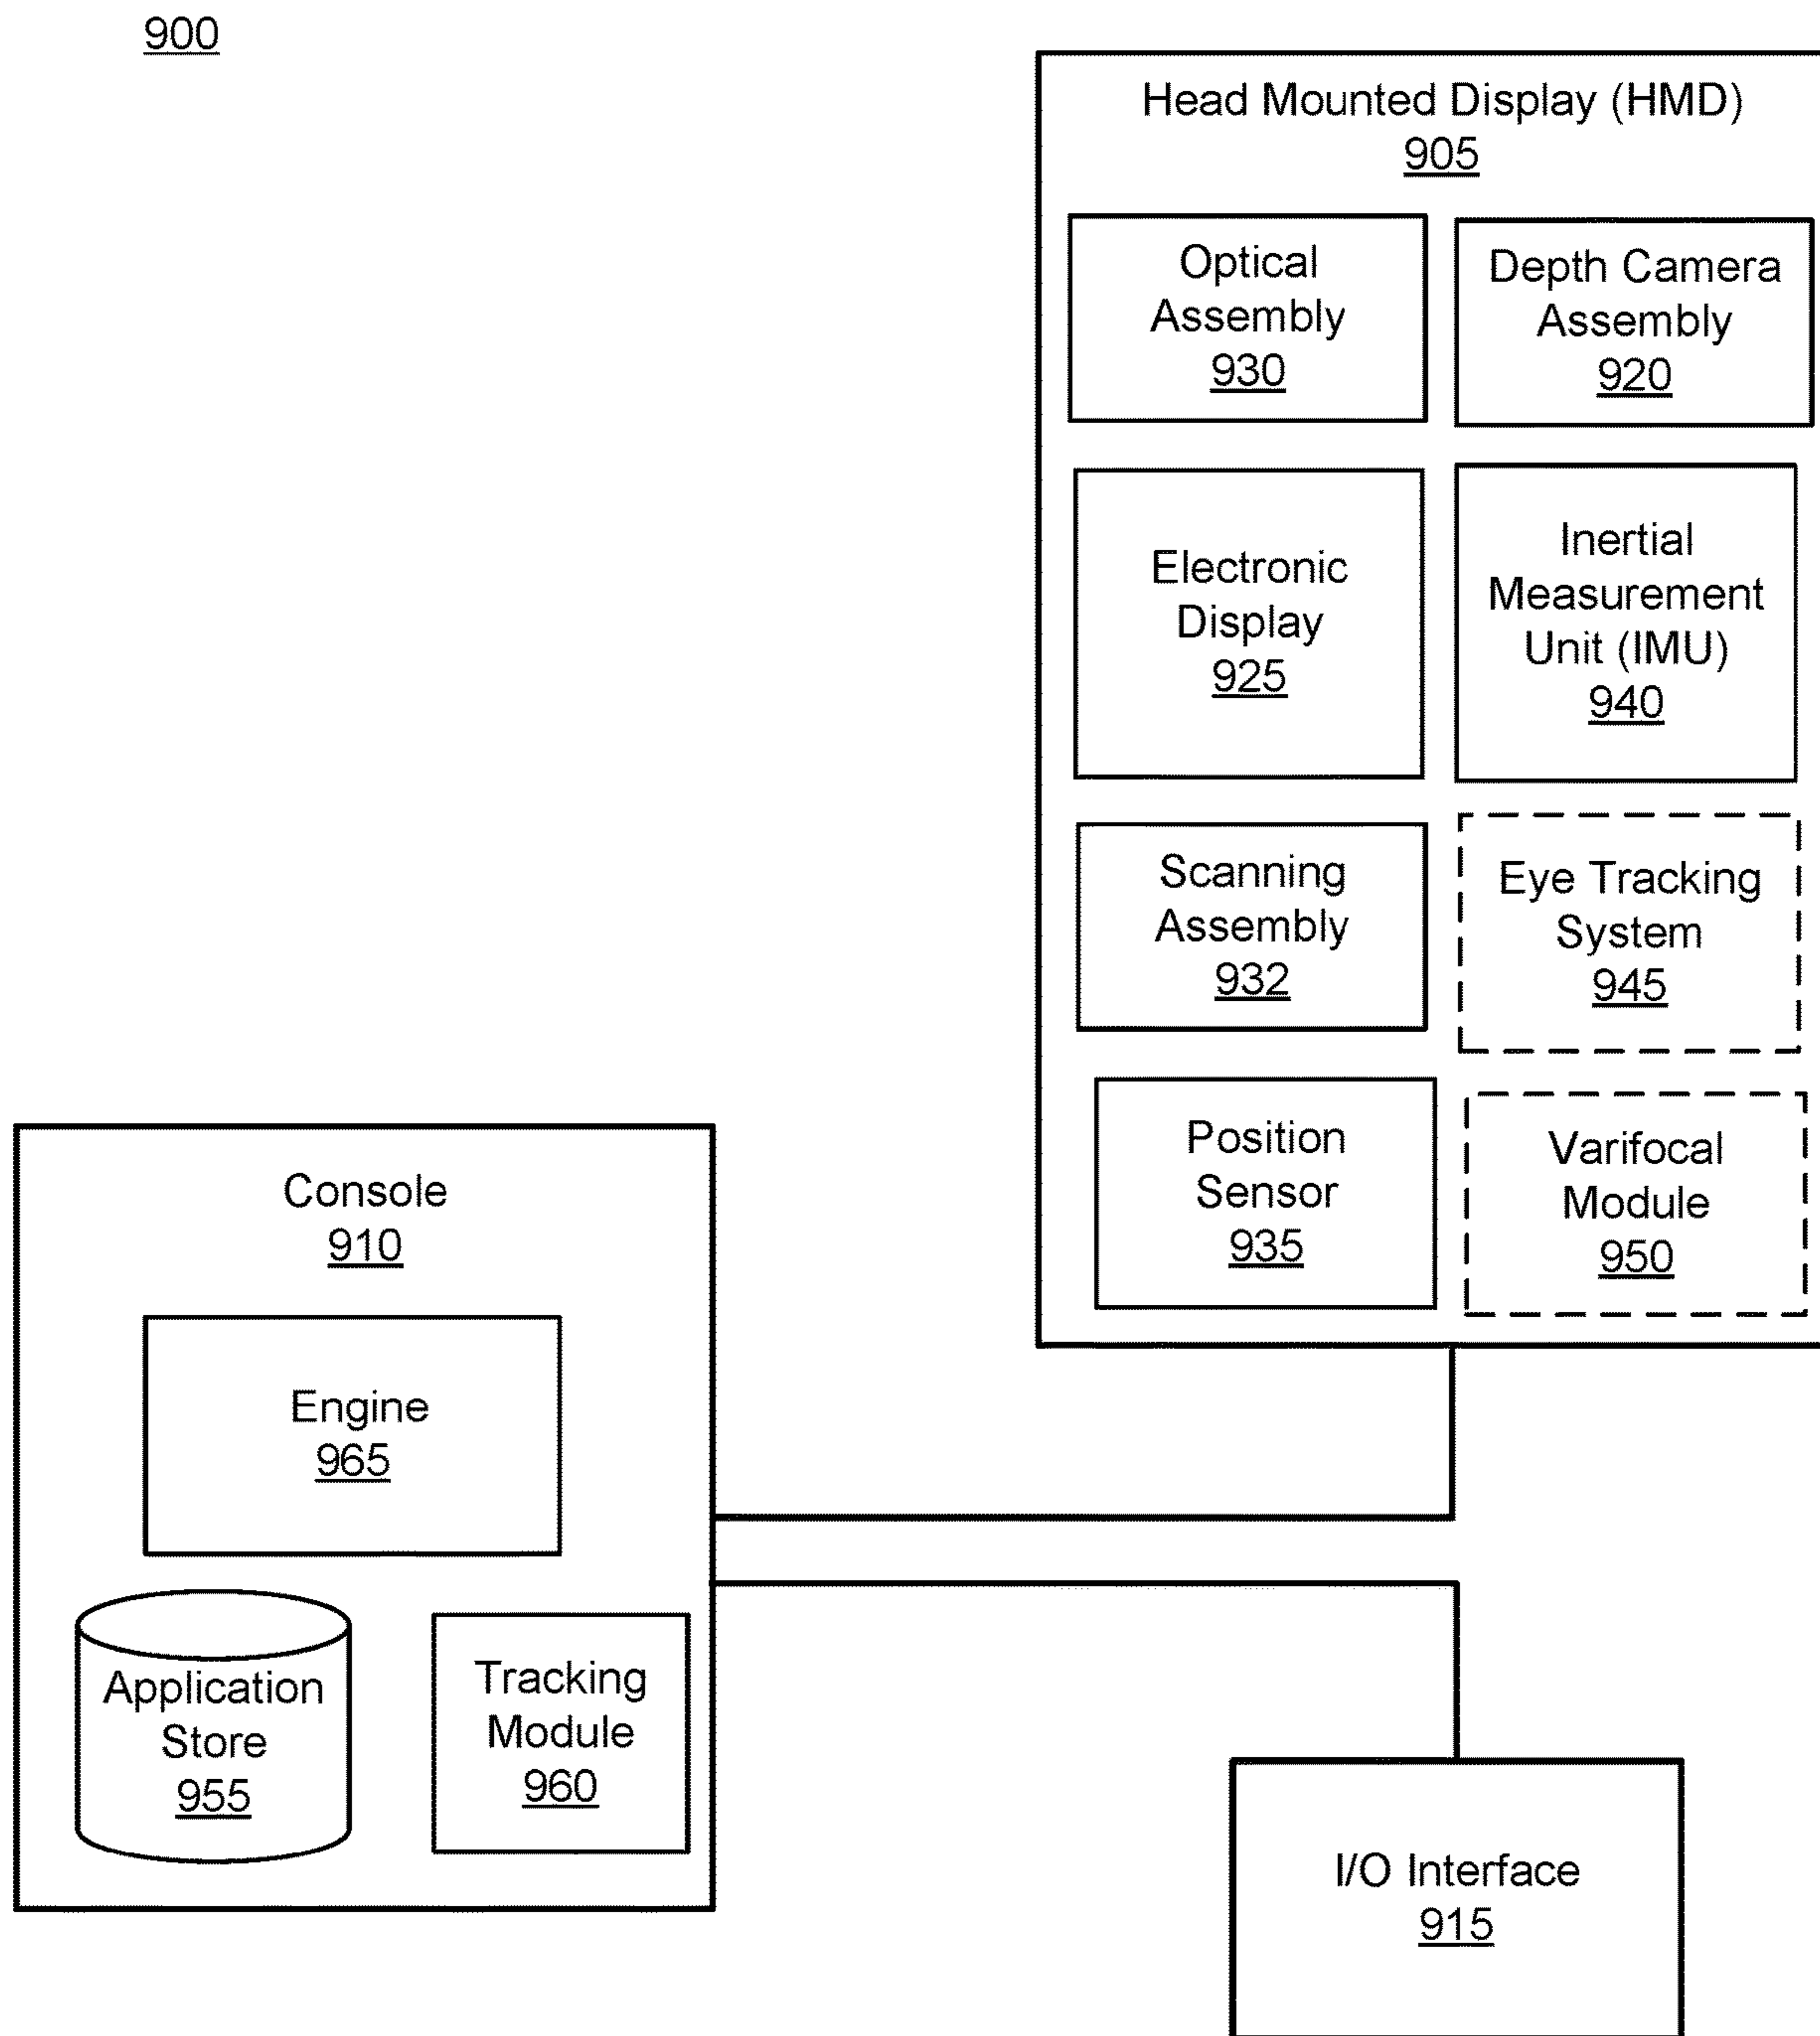 900
Head Mounted Display (HMD)
905
Optical
Assembly
930
Depth Camera
Assembly
920
Electronic
Display
925
Inertial
Measurement
Unit (IMU)
940
Scanning
Assembly
932
Eye Tracking
System
945
Position
Sensor
935
Varifocal
Module
950
Console
910
Engine
965
Application
Store
955
Tracking
Module
960
I/O Interface
915